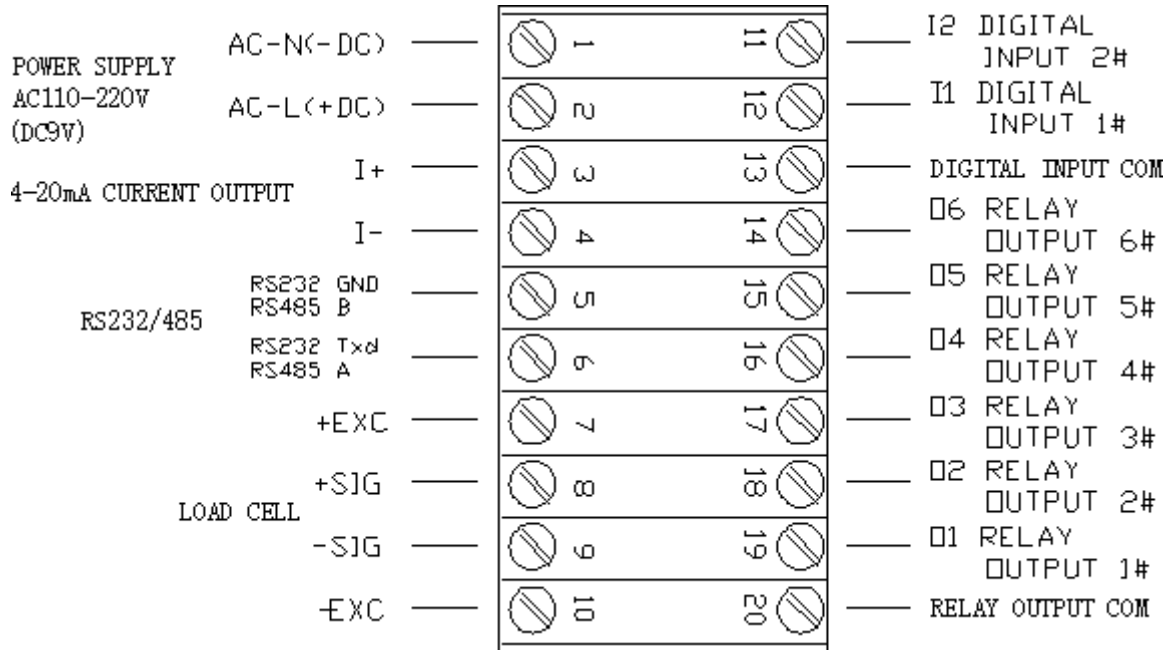 POWER SUPPLY
AC110-220V
(DC9V)
AC-N(-DC)
AC-L(+DC)
4-20mA CURRENT OUTPUT
I+
I-
RS232/485
RS232 GND
RS485 B
RS232 Txd
RS485 A
LOAD CELL
+EXC
+SIG
-SIG
-EXC
1
2
3
4
5
6
7
8
9
10
11
12
13
14
15
16
17
18
19
20
I2 DIGITAL
INPUT 2#
I1 DIGITAL
INPUT 1#
DIGITAL INPUT COM
O6 RELAY
OUTPUT 6#
O5 RELAY
OUTPUT 5#
O4 RELAY
OUTPUT 4#
O3 RELAY
OUTPUT 3#
O2 RELAY
OUTPUT 2#
O1 RELAY
OUTPUT 1#
RELAY OUTPUT COM